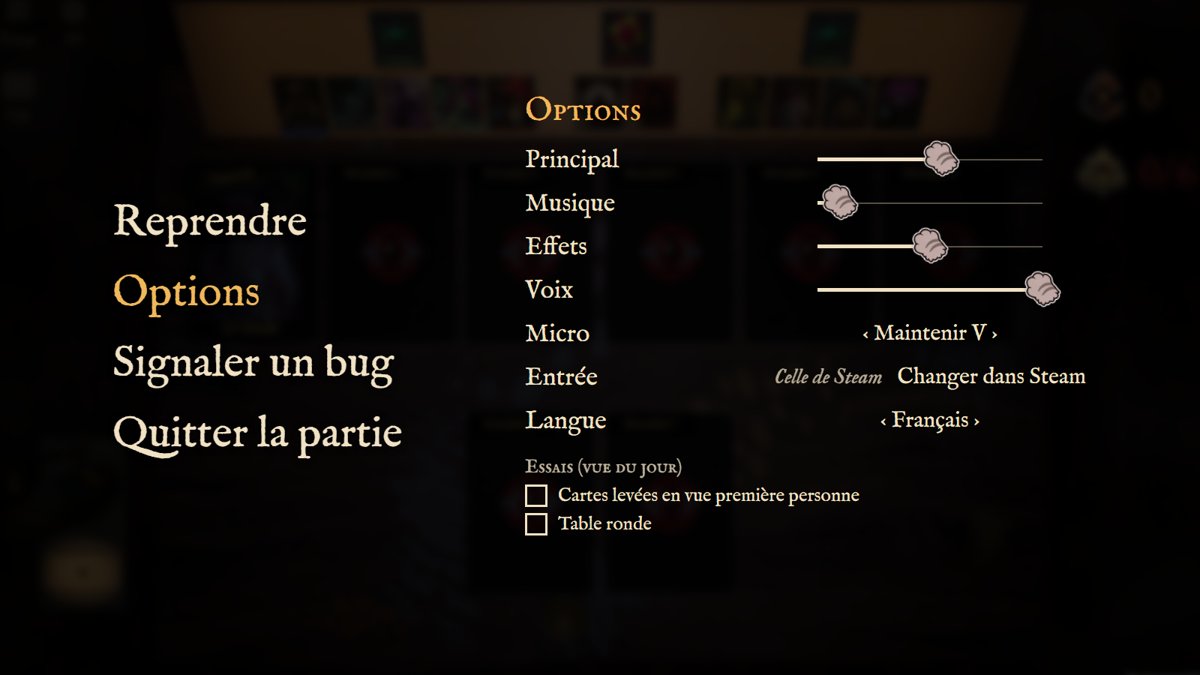 Reprendre
Options
Signaler un bug
Quitter la partie
Options
Principal
Musique
Effets
Voix
Micro ‹ Maintenir V ›
Entrée Celle de Steam Changer dans Steam
Langue ‹ Français ›
Essais (vue du jour)
Cartes levées en vue première personne
Table ronde